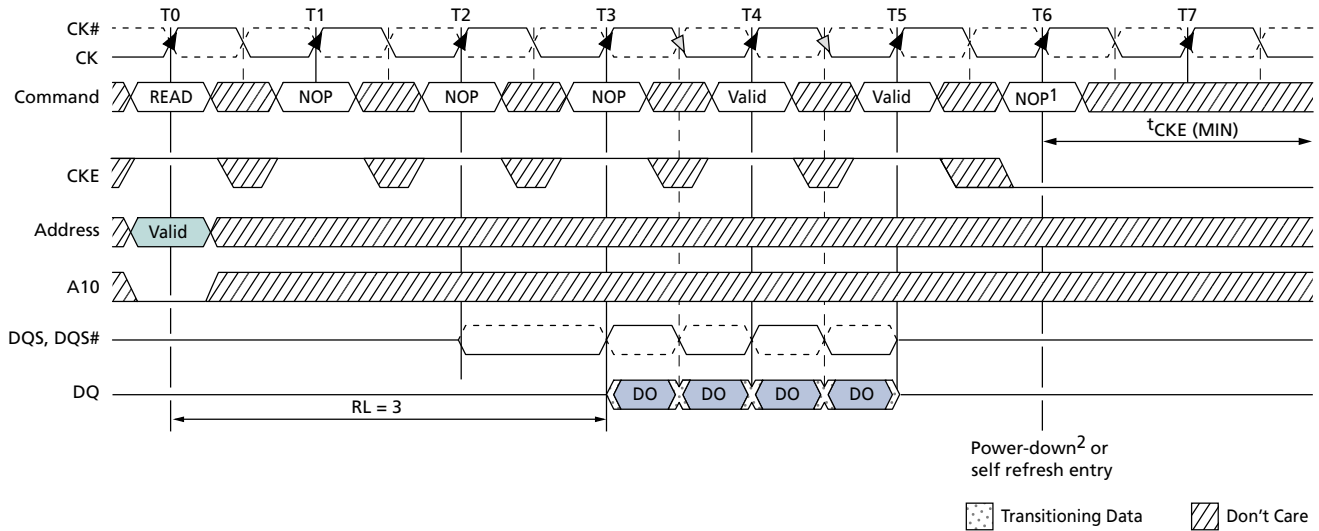 T0 T1 T2 T3 T4 T5 T6 T7
CK#
CK
Command READ NOP NOP NOP Valid Valid NOP1
tCKE (MIN)
CKE
Address Valid
A10
DQS, DQS#
DQ DO DO DO DO
RL = 3
Power-down2 or
self refresh entry
Transitioning Data Don't Care